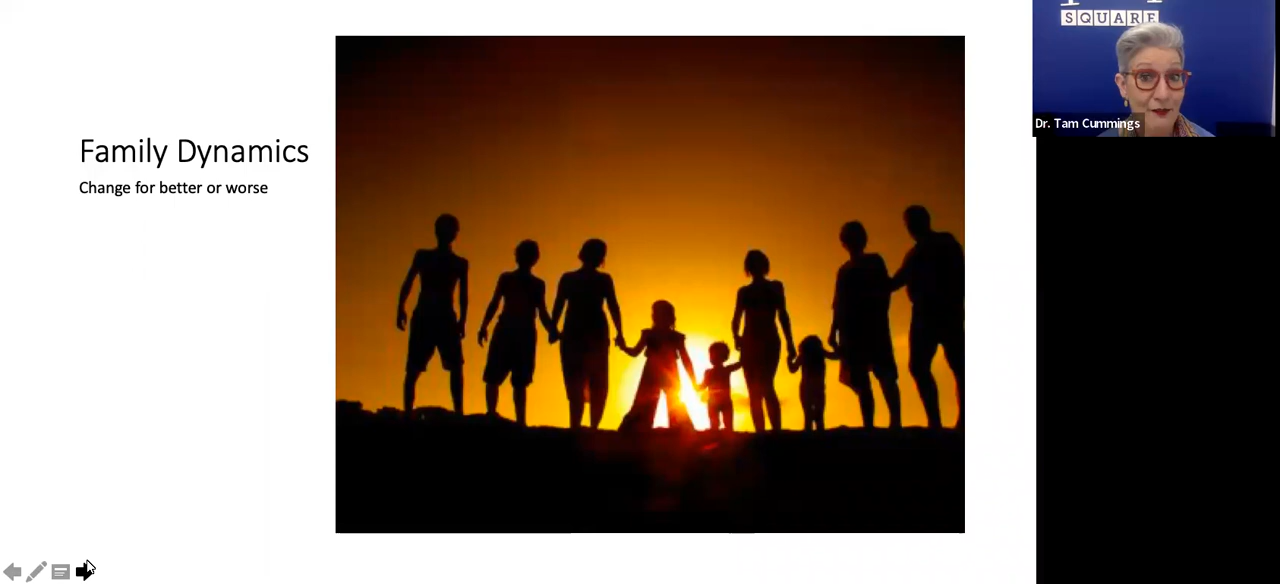 Family Dynamics
Change for better or worse
SQUARE
Dr. Tam Cummings